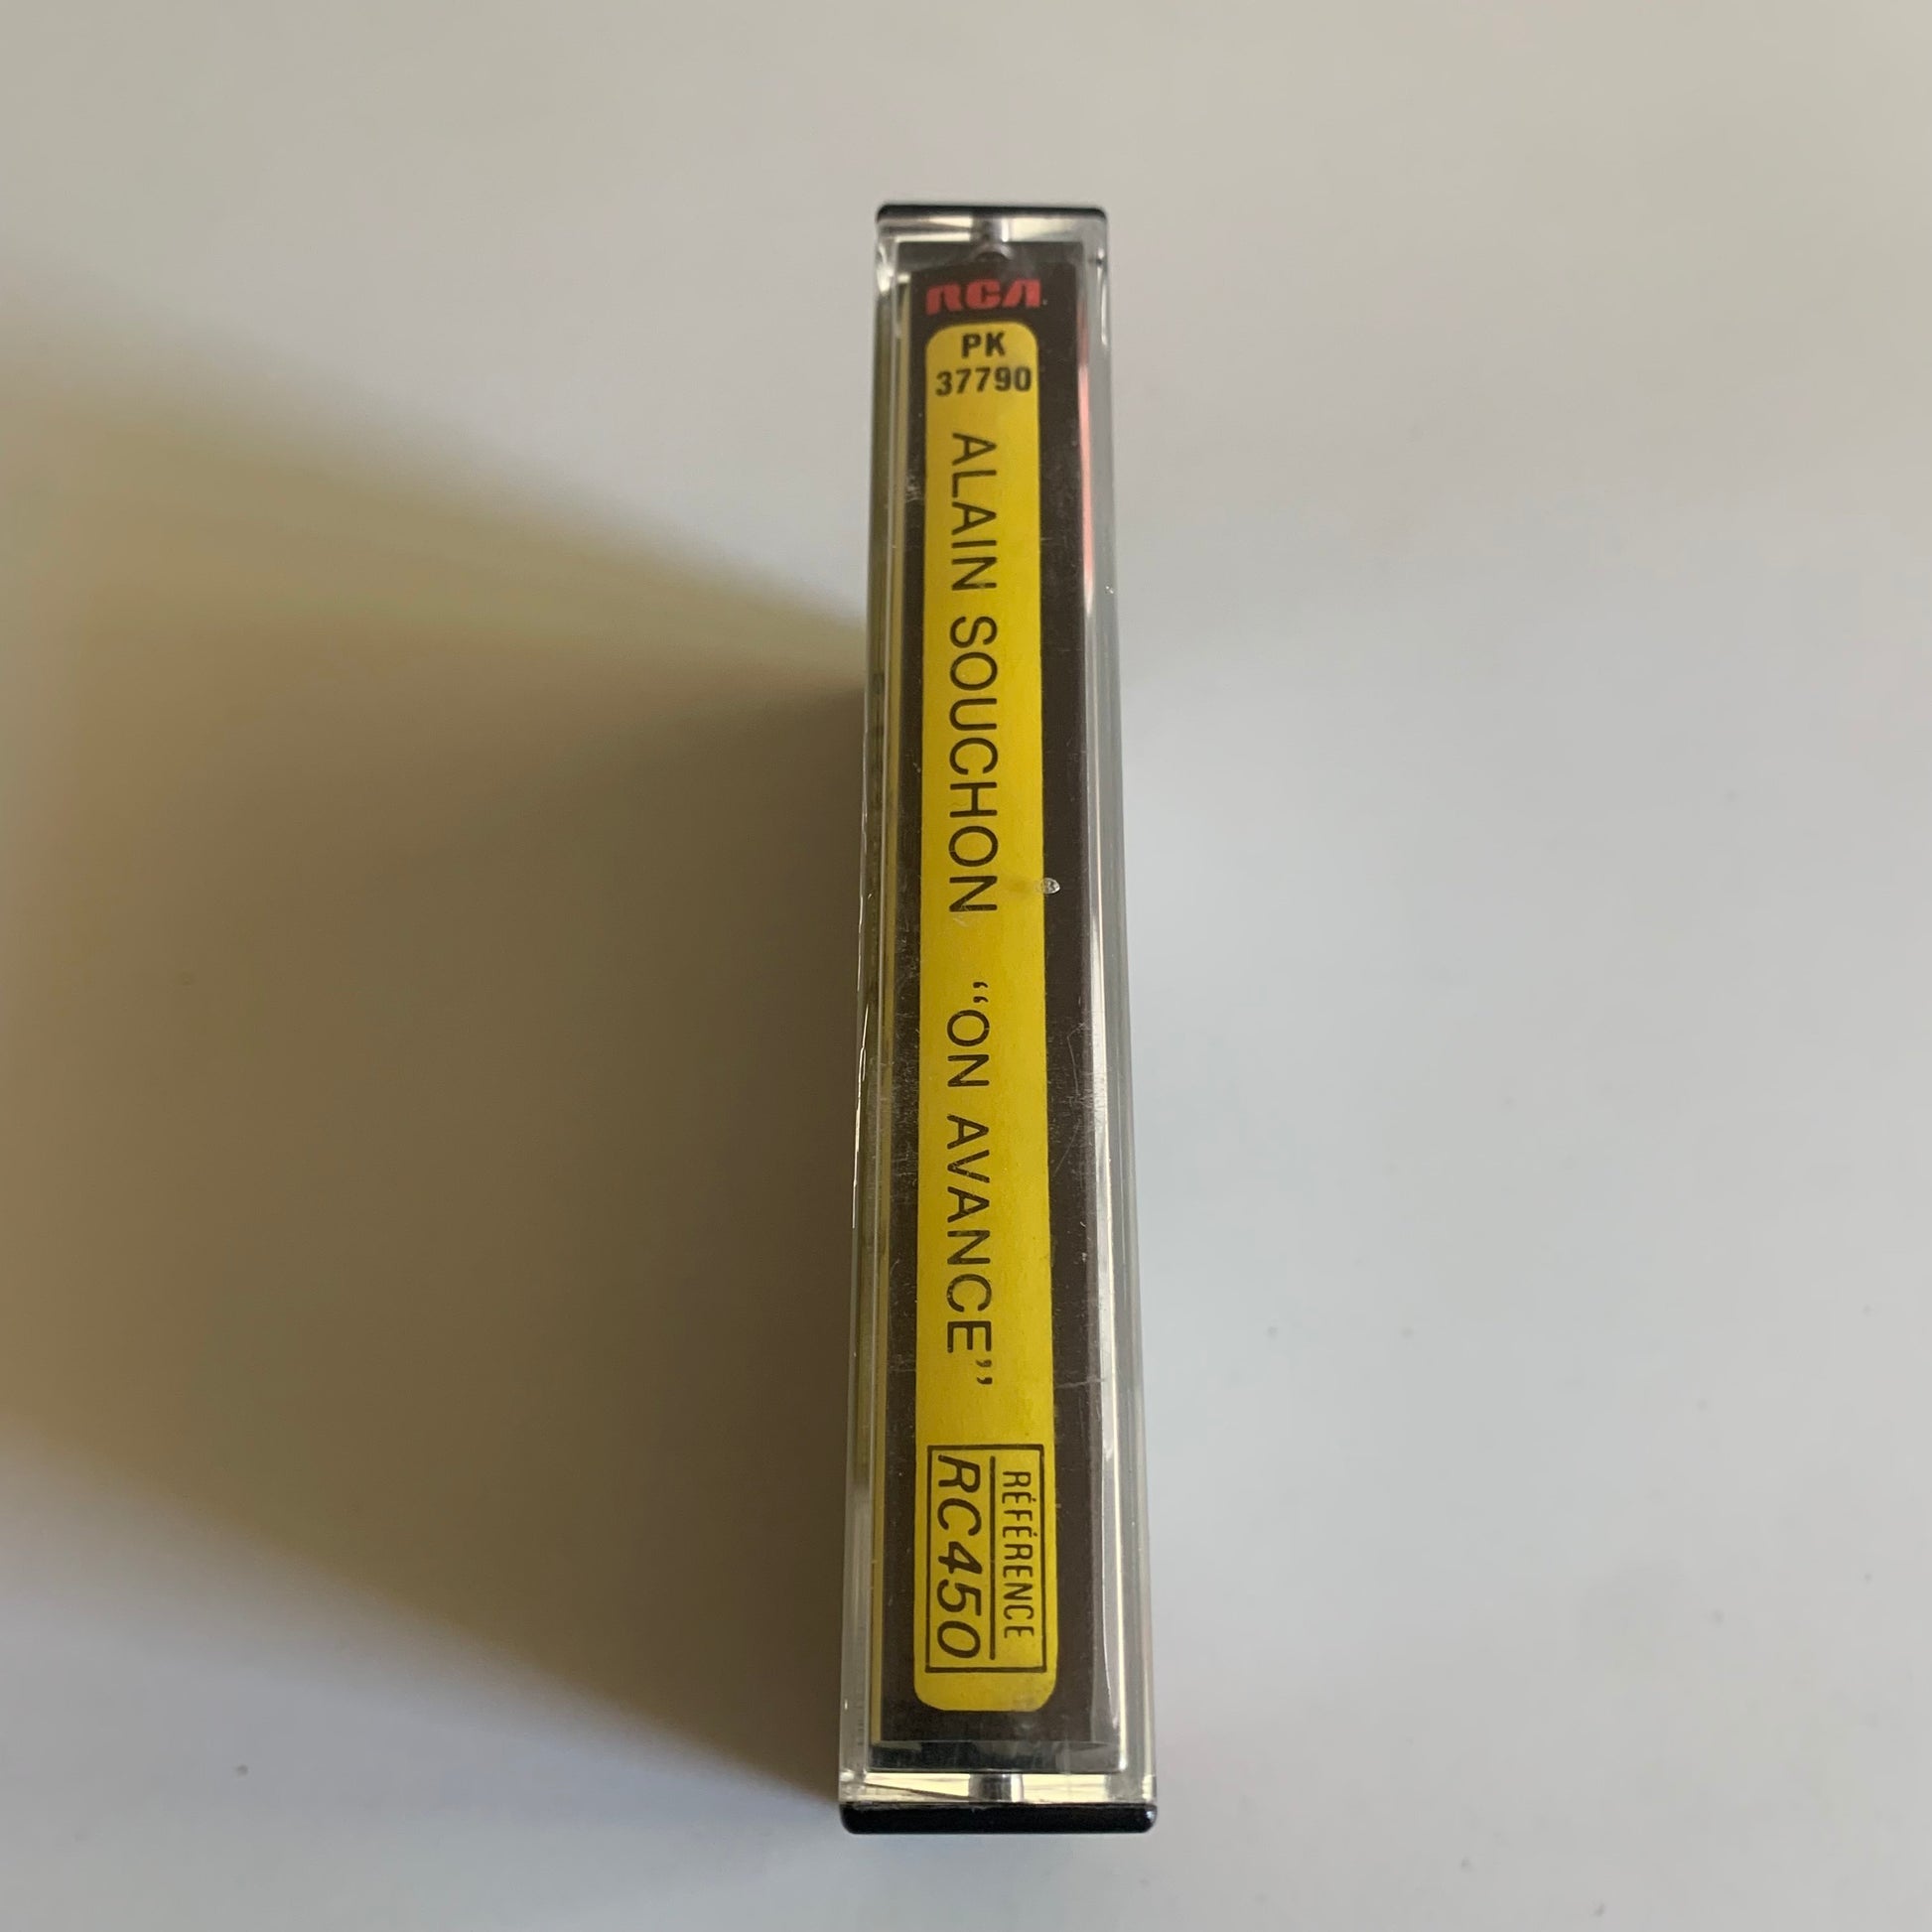 RCA
PK
37790
ALAIN SOUCHON “ON AVANCE”
RÉFÉRENCE
RC450